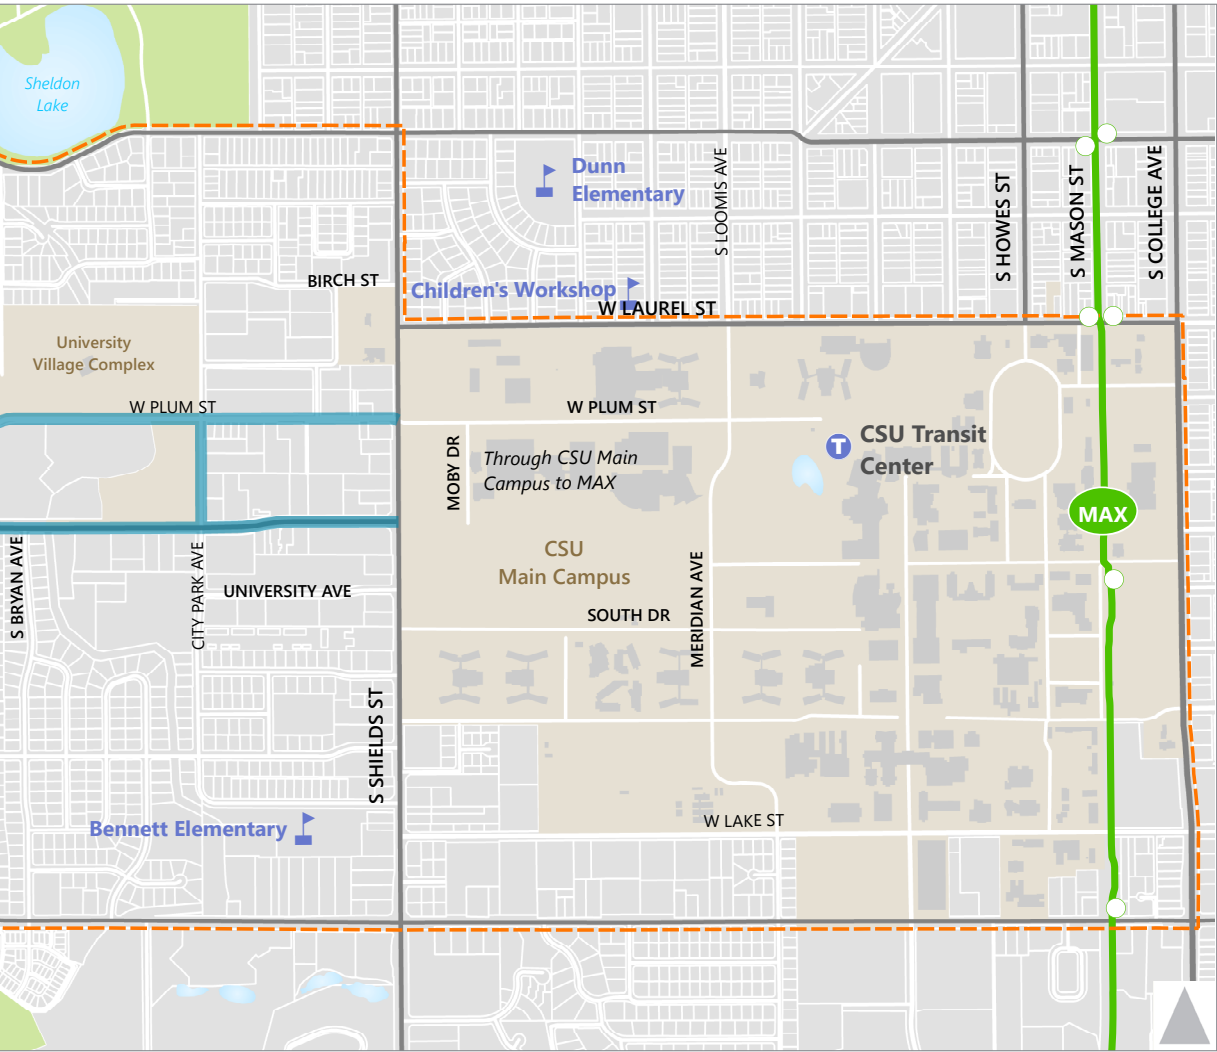 Sheldon
Lake
Dunn
Elementary
S LOOMIS AVE
S HOWES ST
S MASON ST
S COLLEGE AVE
BIRCH ST
Children's Workshop
W LAUREL ST
University
Village Complex
W PLUM ST
W PLUM ST
MOBY DR
Through CSU Main
Campus to MAX
T
CSU Transit
Center
MAX
CSU
Main Campus
S BRYAN AVE
CITY PARK AVE
UNIVERSITY AVE
SOUTH DR
MERIDIAN AVE
S SHIELDS ST
Bennett Elementary
W LAKE ST